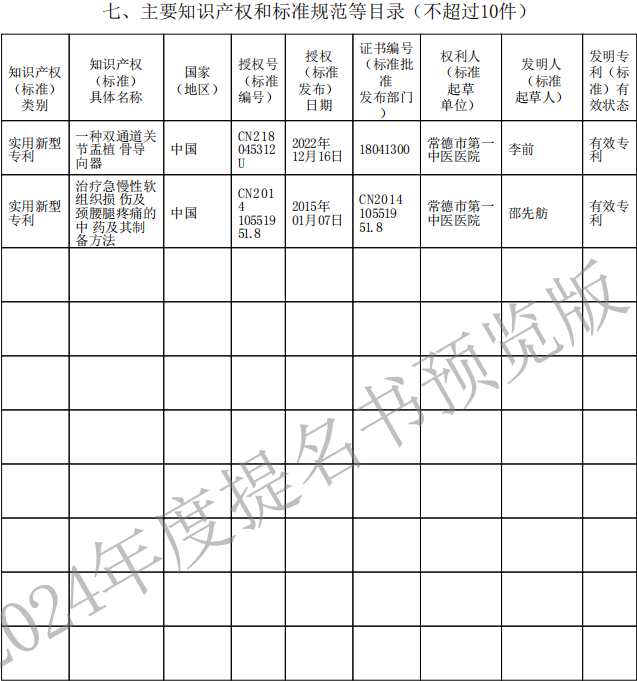 七、主要知识产权和标准规范等目录（不超过10件）
知识产权
（标准）
类别
知识产权
（标准）
具体名称
国家
（地区）
授权号
（标准
编号）
授权
（标准
发布）
日期
证书编号
（标准批
准
发布部门
）
权利人
（标准
起草
单位）
发明人
（标准
起草人）
发明专
利（标
准）有
效状态
实用新型
专利
一种双通道关
节盂植 骨导
向器
中国
CN218
045312
U
2022年
12月16日
18041300
常德市第一
中医医院
李前
有效专
利
实用新型
专利
治疗急慢性软
组织损 伤及
颈腰腿疼痛的
中 药及其制
备方法
中国
CN201
4
105519
51.8
2015年
01月07日
CN2014
105519
51.8
常德市第一
中医医院
邵先舫
有效专
利
2024年度提名书预览版